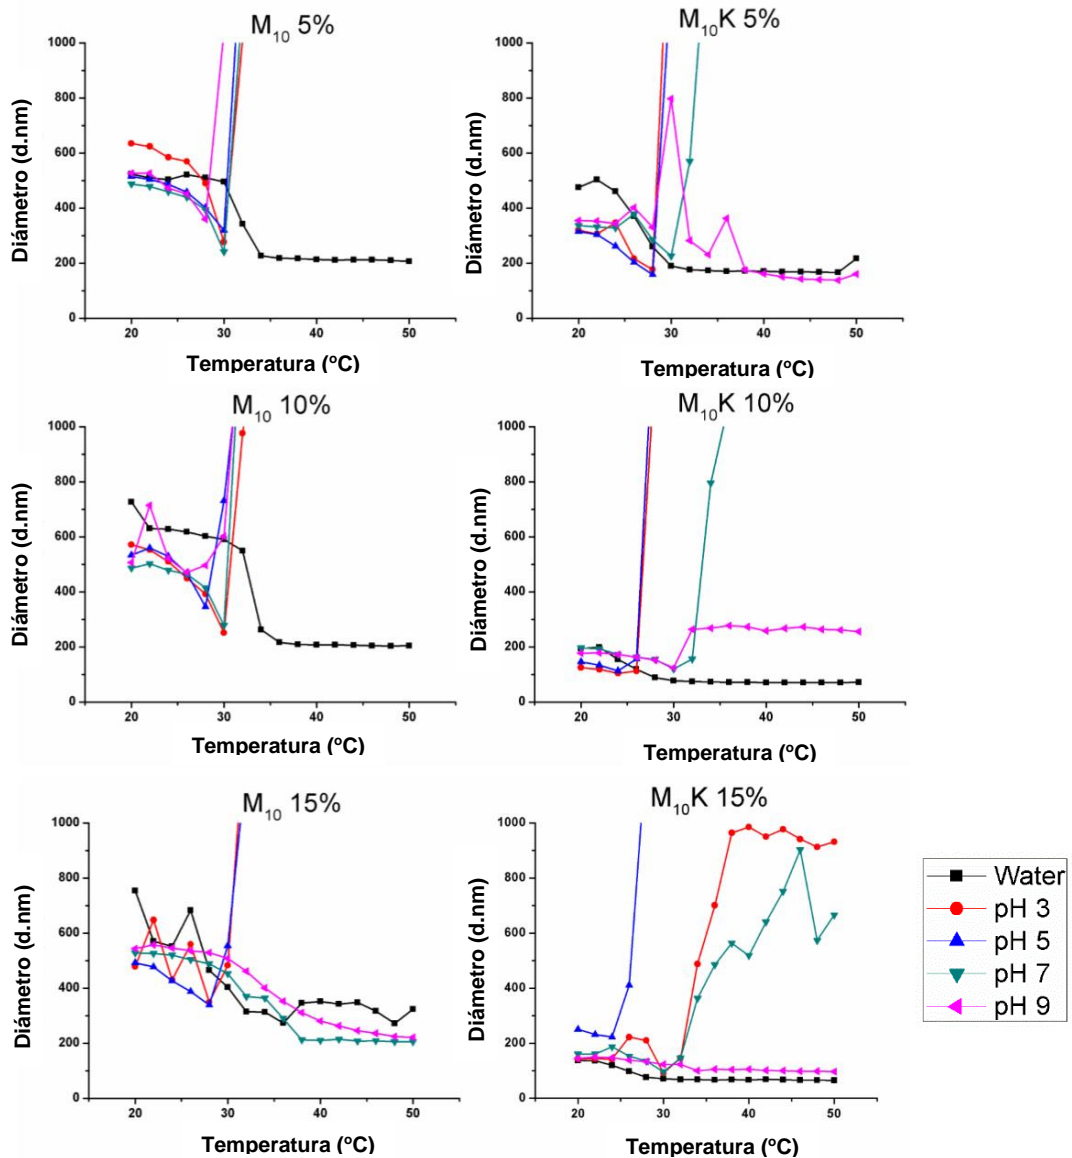 M₁₀ 5%
1000
800
600
400
200
0
20
30
40
50
Diámetro (d.nm)
Temperatura (ºC)
M₁₀K 5%
1000
800
600
400
200
0
20
30
40
50
Diámetro (d.nm)
Temperatura (ºC)
M₁₀ 10%
1000
800
600
400
200
0
20
30
40
50
Diámetro (d.nm)
Temperatura (ºC)
M₁₀K 10%
1000
800
600
400
200
0
20
30
40
50
Diámetro (d.nm)
Temperatura (ºC)
M₁₀ 15%
1000
800
600
400
200
0
20
30
40
50
Diámetro (d.nm)
Temperatura (ºC)
M₁₀K 15%
1000
800
600
400
200
0
20
30
40
50
Diámetro (d.nm)
Temperatura (ºC)
Water
pH 3
pH 5
pH 7
pH 9